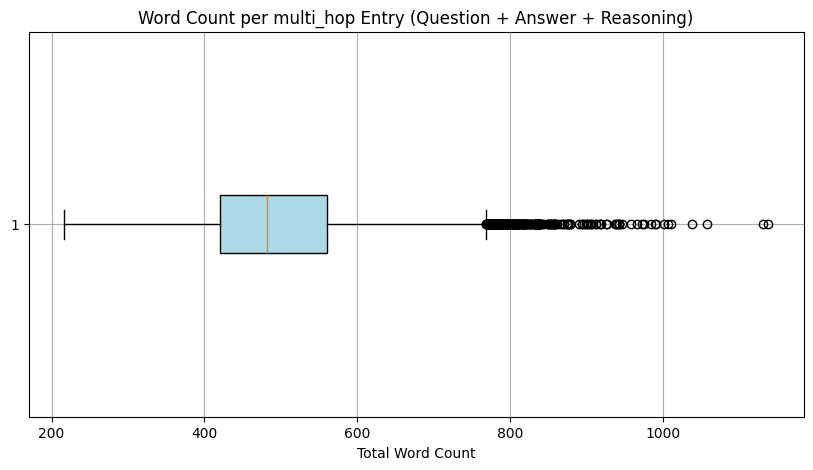 Word Count per multi_hop Entry (Question + Answer + Reasoning)
1
200 400 600 800 1000
Total Word Count